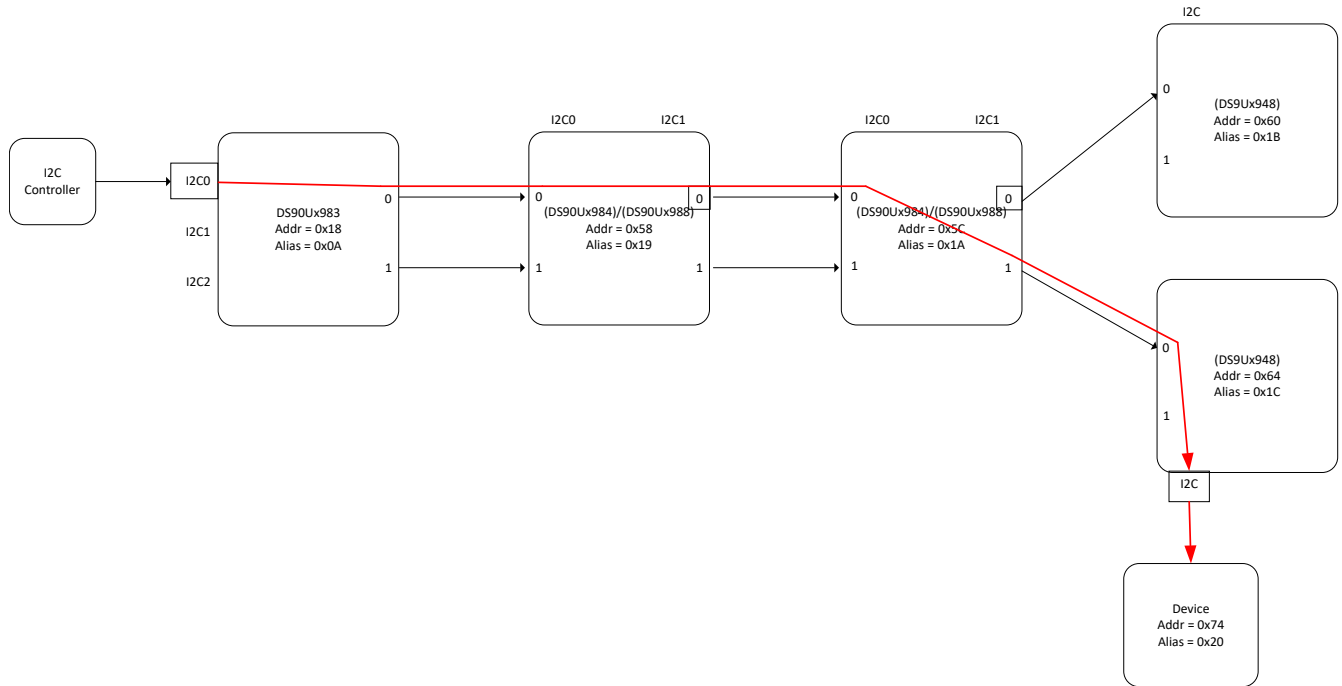 I2C
Controller
I2C0
I2C1
I2C2
DS90Ux983
Addr = 0x18
Alias = 0x0A
0
1
I2C0
I2C1
0
1
(DS90Ux984)/(DS90Ux988)
Addr = 0x58
Alias = 0x19
0
1
I2C0
I2C1
0
1
(DS90Ux984)/(DS90Ux988)
Addr = 0x5C
Alias = 0x1A
0
1
I2C
0
1
(DS9Ux948)
Addr = 0x60
Alias = 0x1B
0
1
(DS9Ux948)
Addr = 0x64
Alias = 0x1C
I2C
Device
Addr = 0x74
Alias = 0x20